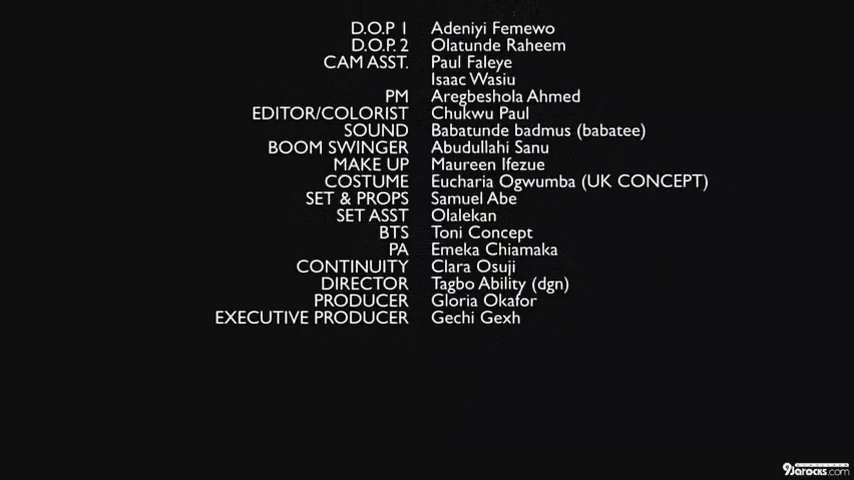 D.O.P 1 Adeniyi Femewo
D.O.P. 2 Olatunde Raheem
CAM ASST. Paul Faleye
Isaac Wasiu
PM Aregbeshola Ahmed
EDITOR/COLORIST Chukwu Paul
SOUND Babatunde badmus (babatee)
BOOM SWINGER Abudullahi Sanu
MAKE UP Maureen Ifezue
COSTUME Eucharia Ogwumba (UK CONCEPT)
SET & PROPS Samuel Abe
SET ASST Olalekan
BTS Toni Concept
PA Emeka Chiamaka
CONTINUITY Clara Osuji
DIRECTOR Tagbo Ability (dgn)
PRODUCER Gloria Okafor
EXECUTIVE PRODUCER Gechi Gexh
9JAROCKS.com